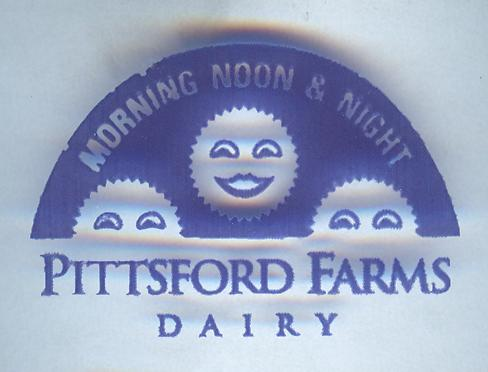 MORNING NOON & NIGHT
PITTSFORD FARMS
DAIRY